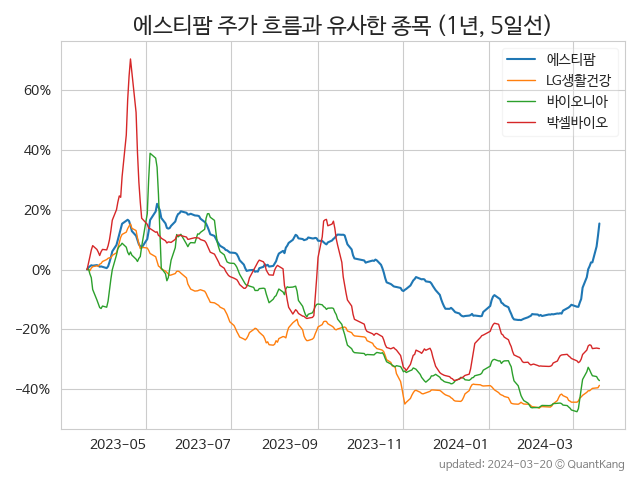 에스티팜 주가 흐름과 유사한 종목 (1년, 5일선)
에스티팜
LG생활건강
바이오니아
박셀바이오
60%
40%
20%
0%
−20%
−40%
2023−05
2023−07
2023−09
2023−11
2024−01
2024−03
updated: 2024-03-20 © QuantKang